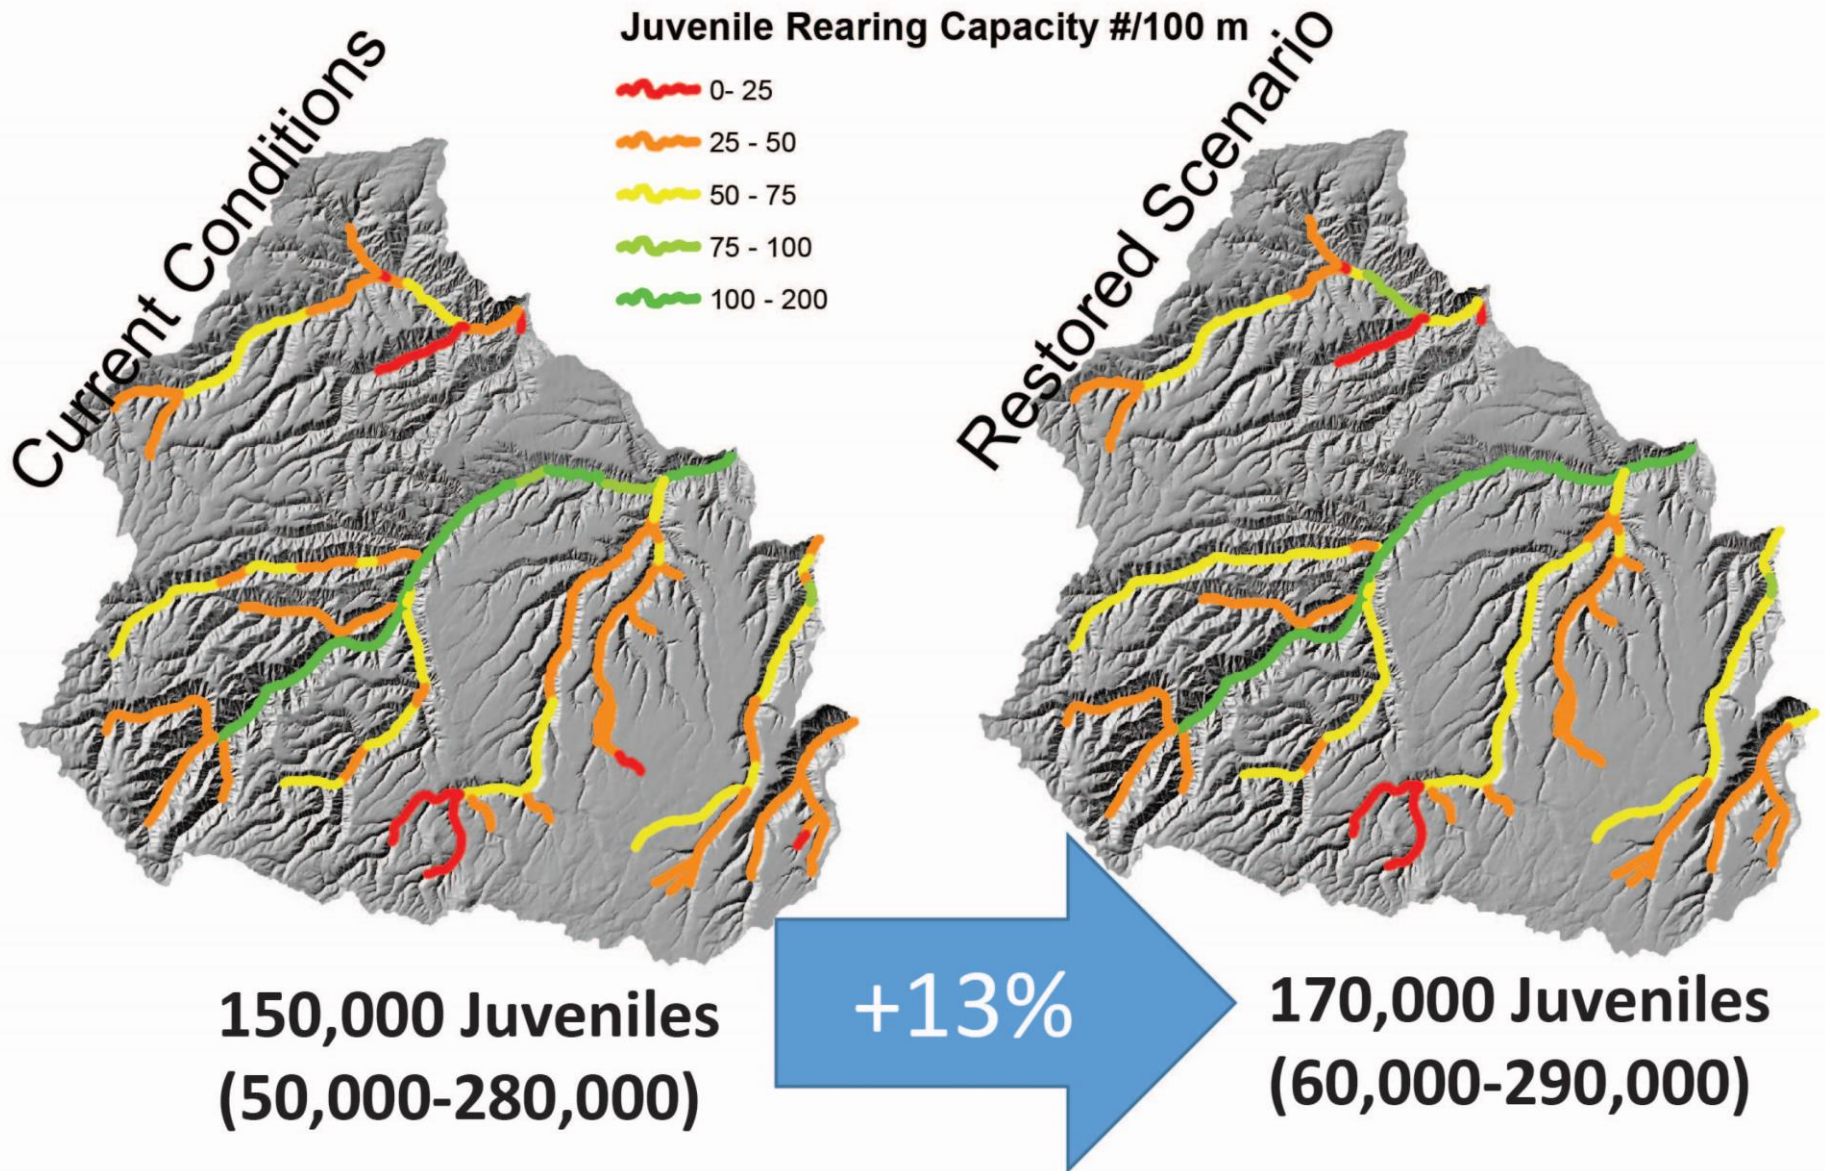 Juvenile Rearing Capacity #/100 m
0- 25
25 - 50
50 - 75
75 - 100
100 - 200
Current Conditions
Restored Scenario
150,000 Juveniles
(50,000-280,000)
+13%
170,000 Juveniles
(60,000-290,000)